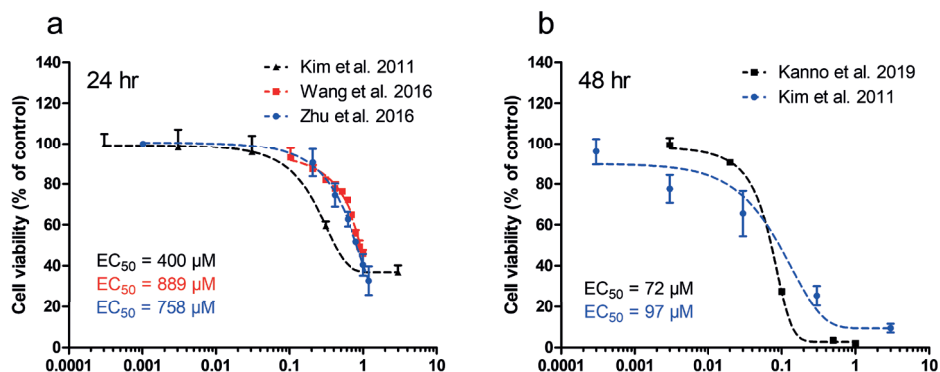 a
24 hr
Kim et al. 2011
Wang et al. 2016
Zhu et al. 2016
Cell viability (% of control)
140
120
100
80
60
40
20
0
EC50 = 400 µM
EC50 = 889 µM
EC50 = 758 µM
0.0001 0.001 0.01 0.1 1 10
b
48 hr
Kanno et al. 2019
Kim et al. 2011
Cell viability (% of control)
140
120
100
80
60
40
20
0
EC50 = 72 µM
EC50 = 97 µM
0.0001 0.001 0.01 0.1 1 10